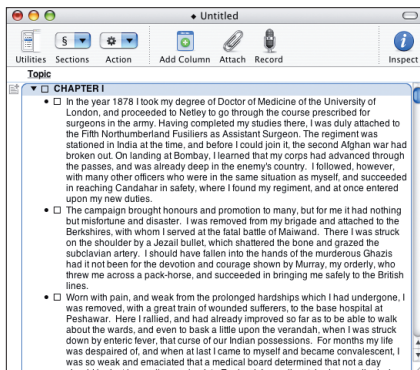 Untitled
Utilities Sections Action Add Column Attach Record Inspect
Topic
CHAPTER I
In the year 1878 I took my degree of Doctor of Medicine of the University of
London, and proceeded to Netley to go through the course prescribed for
surgeons in the army. Having completed my studies there, I was duly attached to
the Fifth Northumberland Fusiliers as Assistant Surgeon. The regiment was
stationed in India at the time, and before I could join it, the second Afghan war had
broken out. On landing at Bombay, I learned that my corps had advanced through
the passes, and was already deep in the enemy's country. I followed, however,
with many other officers who were in the same situation as myself, and succeeded
in reaching Candahar in safety, where I found my regiment, and at once entered
upon my new duties.
The campaign brought honours and promotion to many, but for me it had nothing
but misfortune and disaster. I was removed from my brigade and attached to the
Berkshires, with whom I served at the fatal battle of Maiwand. There I was struck
on the shoulder by a Jezail bullet, which shattered the bone and grazed the
subclavian artery. I should have fallen into the hands of the murderous Ghazis
had it not been for the devotion and courage shown by Murray, my orderly, who
threw me across a pack-horse, and succeeded in bringing me safely to the British
lines.
Worn with pain, and weak from the prolonged hardships which I had undergone, I
was removed, with a great train of wounded sufferers, to the base hospital at
Peshawar. Here I rallied, and had already improved so far as to be able to walk
about the wards, and even to bask a little upon the verandah, when I was struck
down by enteric fever, that curse of our Indian possessions. For months my life
was despaired of, and when at last I came to myself and became convalescent, I
was so weak and emaciated that a medical board determined that not a day